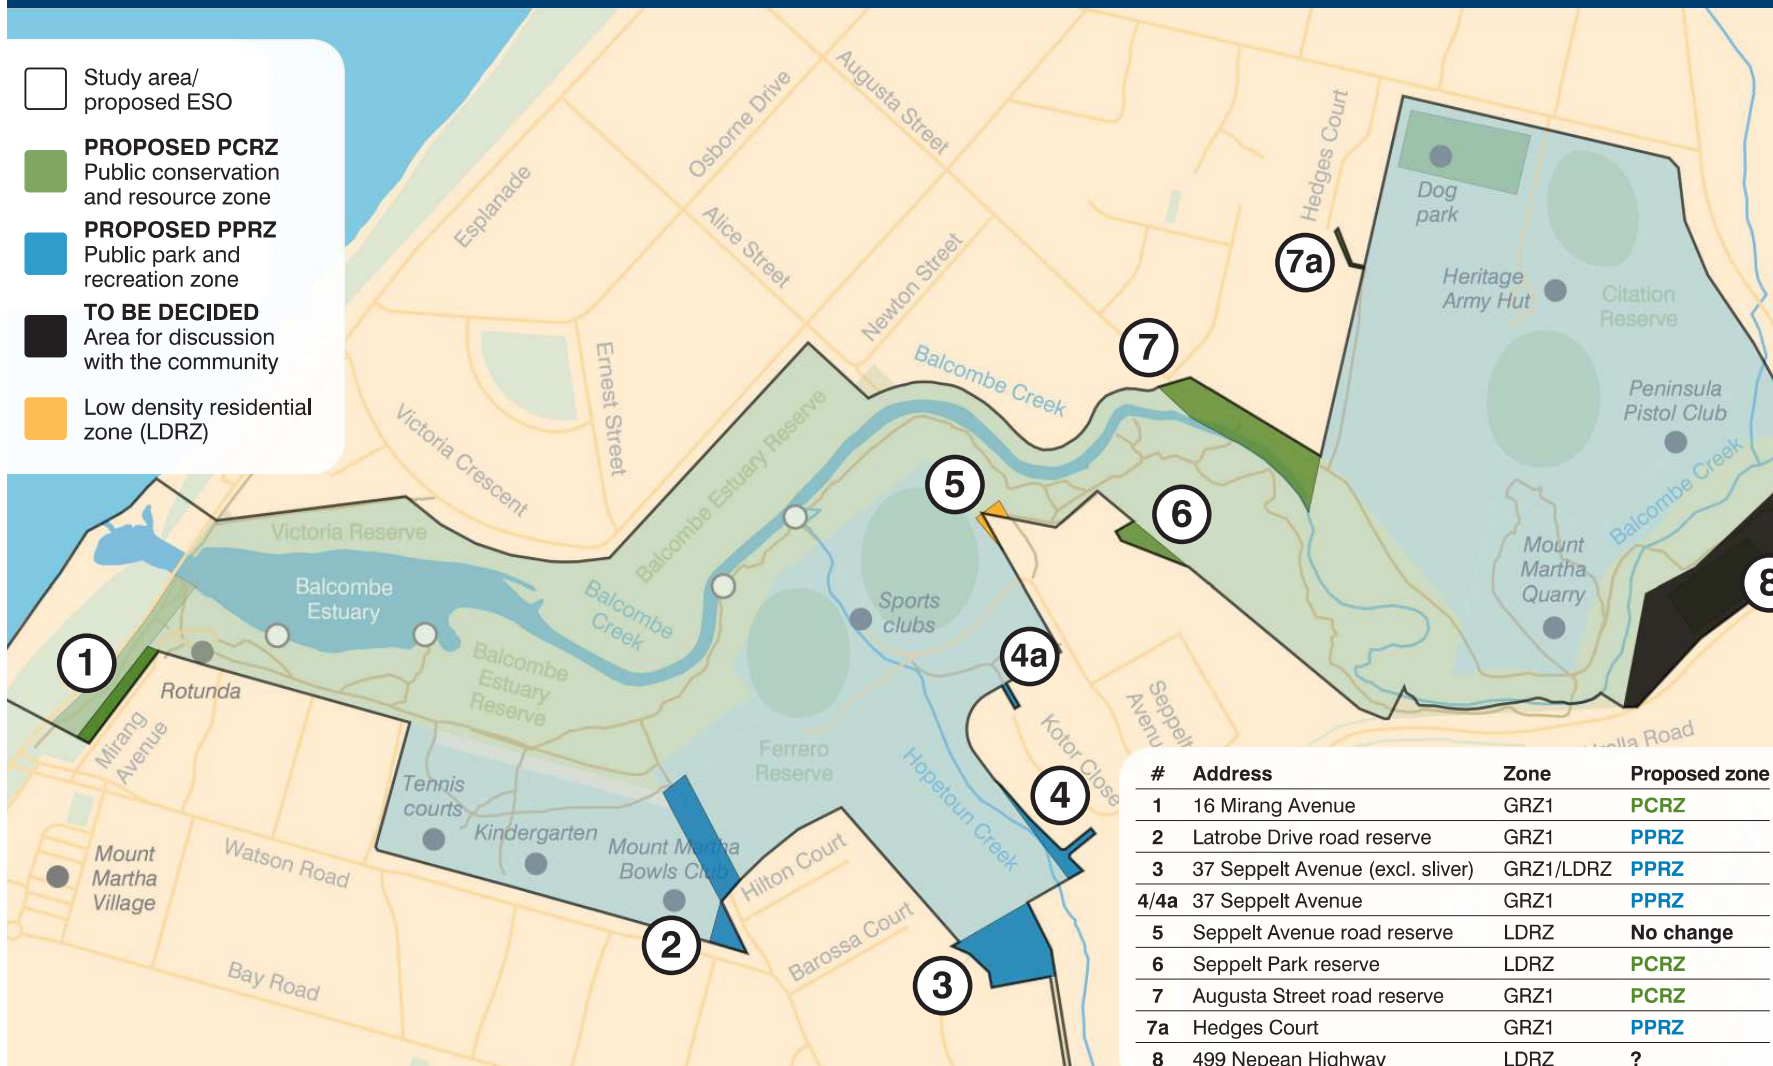 Study area/
proposed ESO
PROPOSED PCRZ
Public conservation
and resource zone
PROPOSED PPRZ
Public park and
recreation zone
TO BE DECIDED
Area for discussion
with the community
Low density residential
zone (LDRZ)
Esplanade
Osborne Drive
Augusta Street
Alice Street
Newton Street
Hedges Court
Ernest Street
Victoria Crescent
Dog
park
7a
Heritage
Army Hut
Citation
Reserve
Peninsula
Pistol Club
7
Balcombe Creek
Balcombe Estuary Reserve
5
6
Victoria Reserve
Balcombe
Estuary
Balcombe
Creek
Sports
clubs
Mount
Martha
Quarry
Balcombe Creek
8
1
Rotunda
Balcombe
Estuary
Reserve
4a
Mirang
Avenue
Ferrero
Reserve
Hopetoun Creek
Kotor Close
Seppelt
Avenu
alla Road
Tennis
courts
Kindergarten
Mount Martha
Bowls Club
4
Hilton Court
Barossa Court
Mount
Martha
Village
Watson Road
Bay Road
2
3
# Address Zone Proposed zone
1 16 Mirang Avenue GRZ1 PCRZ
2 Latrobe Drive road reserve GRZ1 PPRZ
3 37 Seppelt Avenue (excl. sliver) GRZ1/LDRZ PPRZ
4/4a 37 Seppelt Avenue GRZ1 PPRZ
5 Seppelt Avenue road reserve LDRZ No change
6 Seppelt Park reserve LDRZ PCRZ
7 Augusta Street road reserve GRZ1 PCRZ
7a Hedges Court GRZ1 PPRZ
8 499 Nepean Highway LDRZ ?